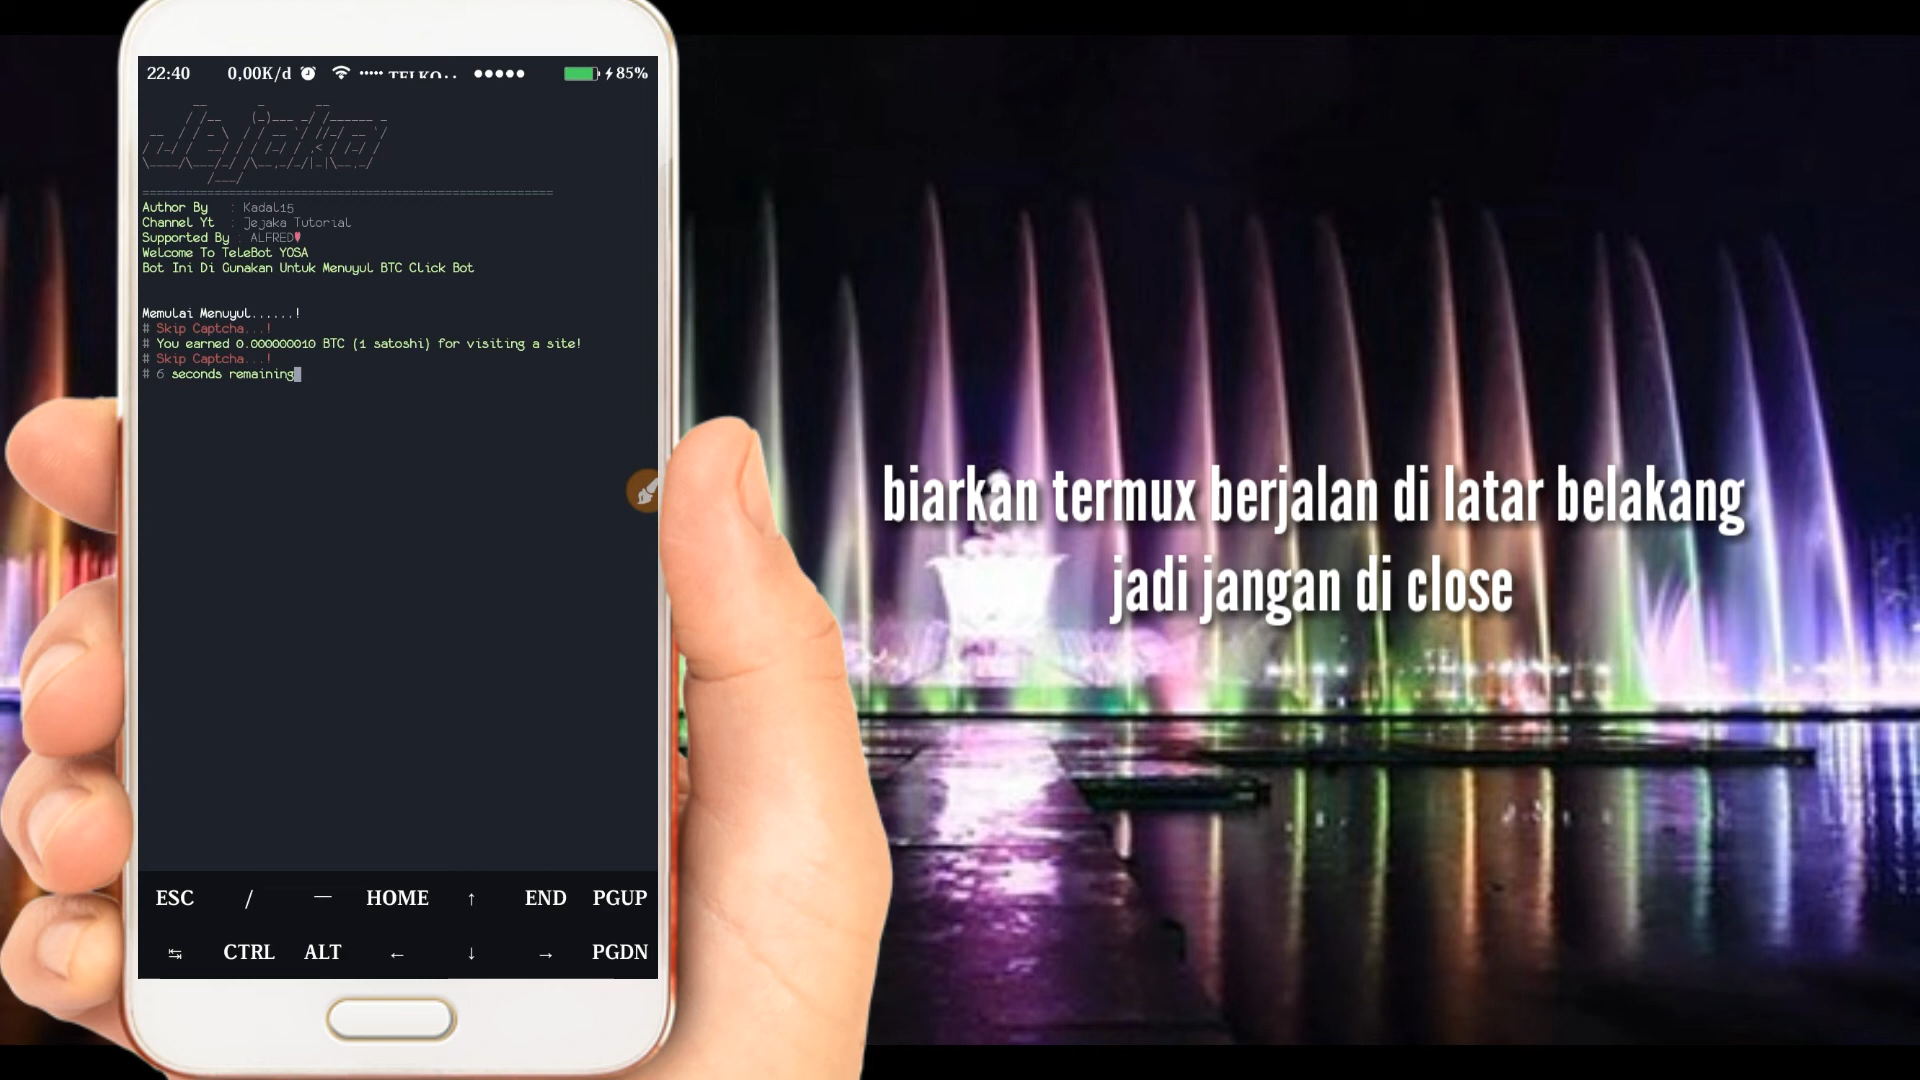 22:40 0,00K/d 85%
Author By : Kadal15
Channel Yt : Jejaka Tutorial
Supported By : ALFRED
Welcome To TeleBot YOSA
Bot Ini Di Gunakan Untuk Menuyul BTC Click Bot
Memulai Menuyul......!
# Skip Captcha...!
# You earned 0.000000010 BTC (1 satoshi) for visiting a site!
# Skip Captcha...!
# 6 seconds remaining
biarkan termux berjalan di latar belakang
jadi jangan di close
ESC / — HOME ↑ END PGUP
↹ CTRL ALT ← ↓ → PGDN